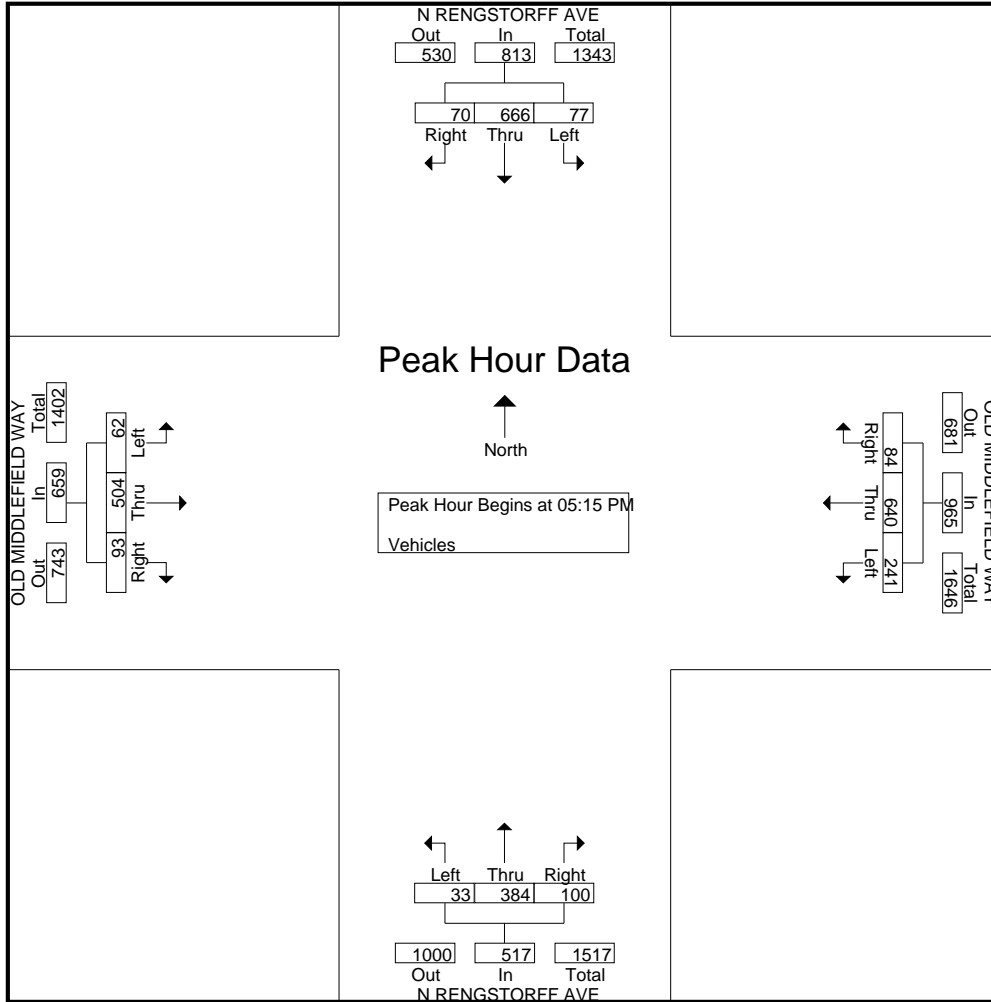 N RENGSTORFF AVE
Out In Total
530 813 1343
70 666 77
Right Thru Left
Peak Hour Data
North
Peak Hour Begins at 05:15 PM
Vehicles
OLD MIDDLEFIELD WAY
Total In Out
1402 659 743
62 504 93
Left Thru Right
Right Thru Left
84 640 241
Out In Total
681 965 1646
OLD MIDDLEFIELD WAY
Left Thru Right
33 384 100
1000 517 1517
Out In Total
N RENGSTORFF AVE